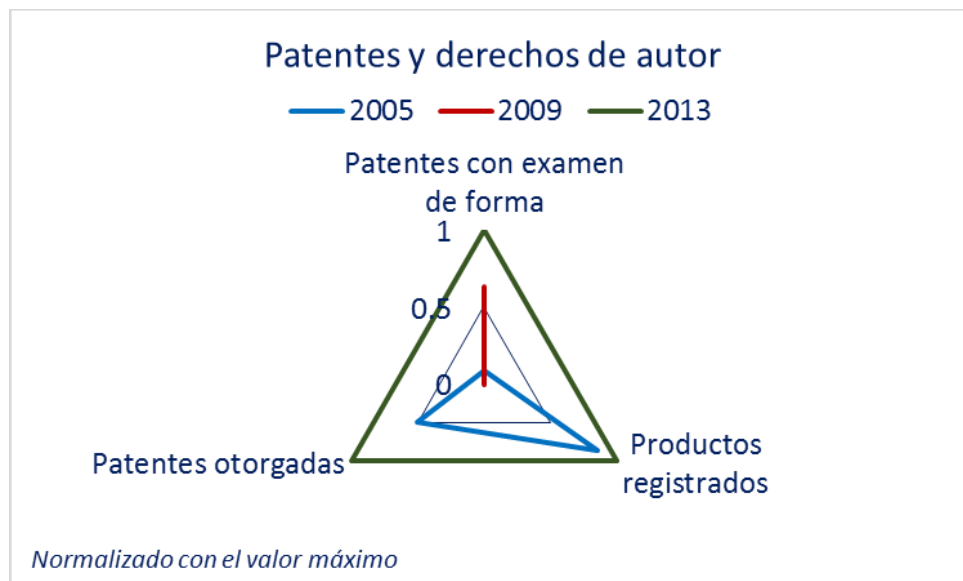 Patentes y derechos de autor
2005 2009 2013
Patentes con examen
de forma
1
0,5
0
Patentes otorgadas
Productos
registrados
Normalizado con el valor máximo